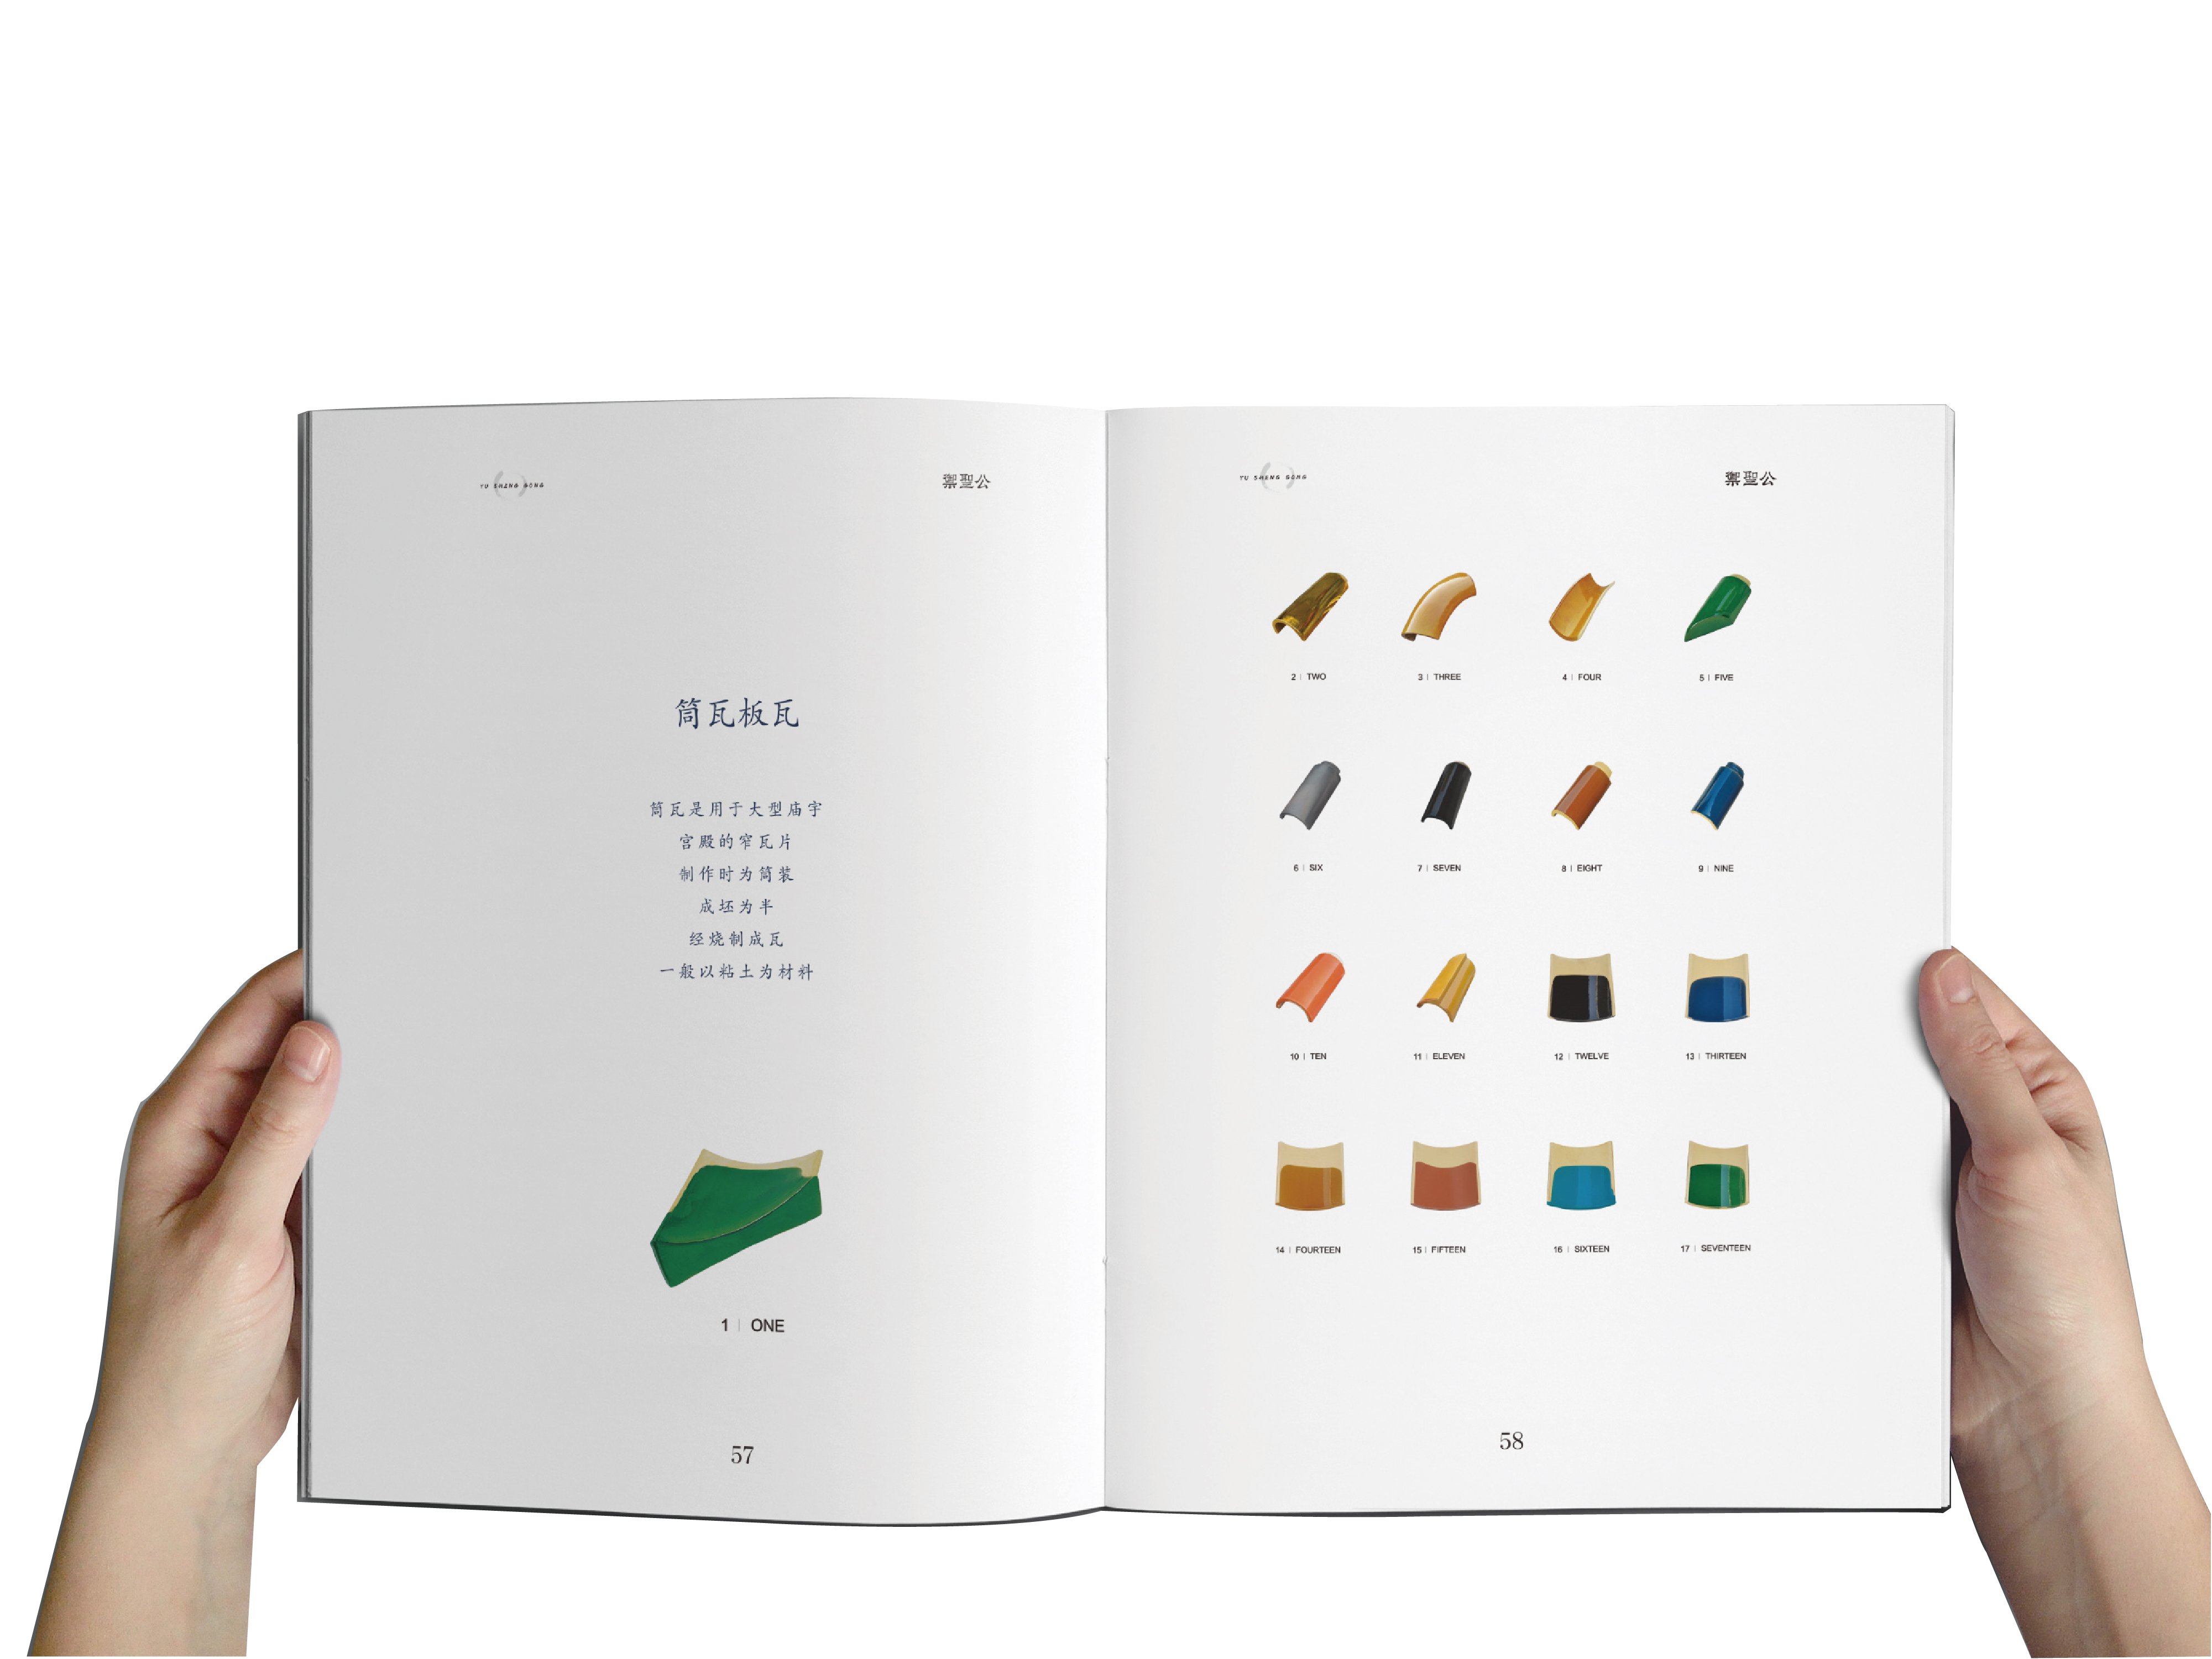 YU SHENG GONG
禦聖公
筒瓦板瓦
筒瓦是用于大型庙宇
宫殿的窄瓦片
制作时为筒装
成坯为半
经烧制成瓦
一般以粘土为材料
1 | ONE
57
YU SHENG GONG
禦聖公
2 | TWO
3 | THREE
4 | FOUR
5 | FIVE
6 | SIX
7 | SEVEN
8 | EIGHT
9 | NINE
10 | TEN
11 | ELEVEN
12 | TWELVE
13 | THIRTEEN
14 | FOURTEEN
15 | FIFTEEN
16 | SIXTEEN
17 | SEVENTEEN
58